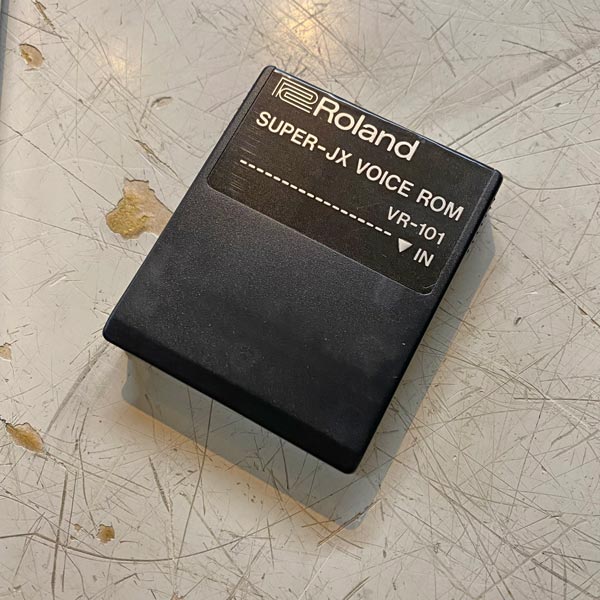 Roland
SUPER-JX VOICE ROM
VR-101
▼ IN